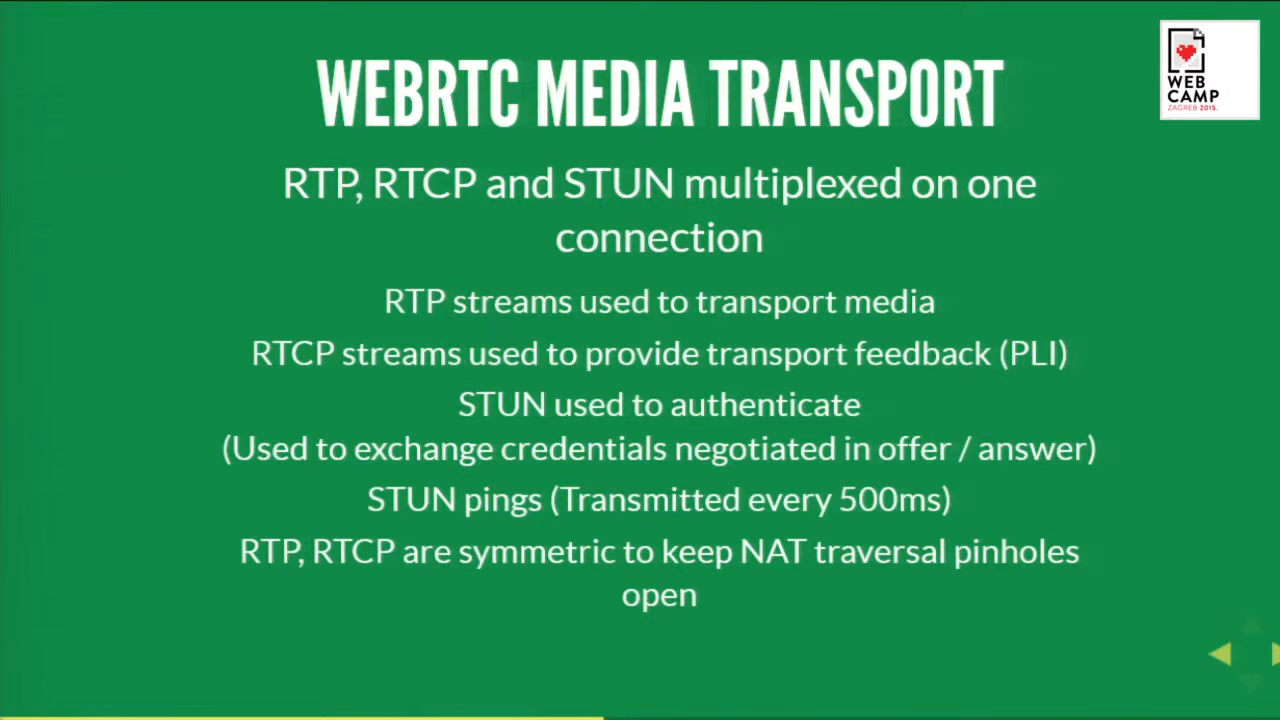 WEBRTC MEDIA TRANSPORT
WEB
CAMP
ZAGREB 2015.
RTP, RTCP and STUN multiplexed on one
connection
RTP streams used to transport media
RTCP streams used to provide transport feedback (PLI)
STUN used to authenticate
(Used to exchange credentials negotiated in offer / answer)
STUN pings (Transmitted every 500ms)
RTP, RTCP are symmetric to keep NAT traversal pinholes
open